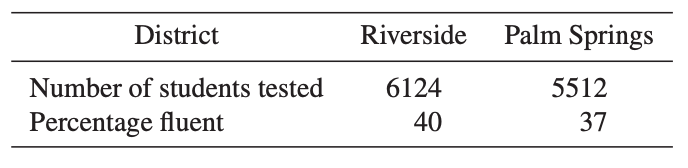 District Riverside Palm Springs
Number of students tested 6124 5512
Percentage fluent 40 37